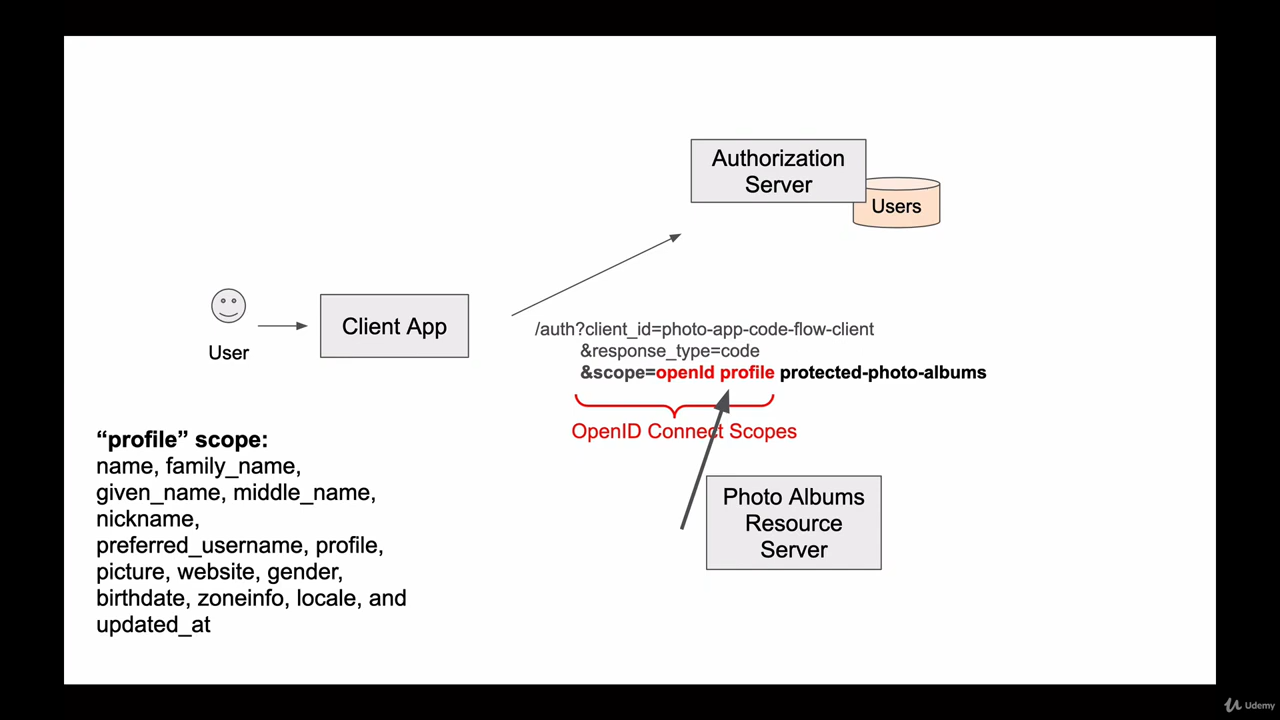 Authorization
Server
Users
Client App
User
/auth?client_id=photo-app-code-flow-client
&response_type=code
&scope=openId profile protected-photo-albums
OpenID Connect Scopes
“profile” scope:
name, family_name,
given_name, middle_name,
nickname,
preferred_username, profile,
picture, website, gender,
birthdate, zoneinfo, locale, and
updated_at
Photo Albums
Resource
Server
Udemy